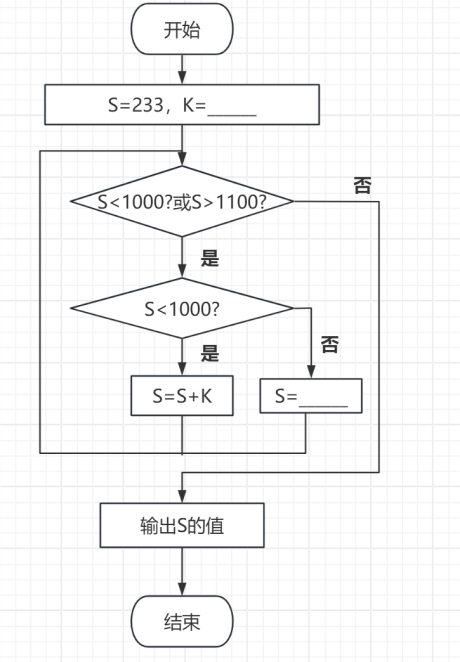 开始
S=233，K=_____
S<1000?或S>1100?
否
是
S<1000?
否
是
S=S+K
S=_____
输出S的值
结束